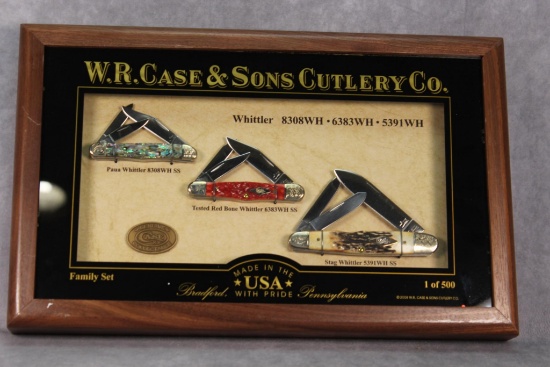 W.R. CASE & SONS CUTLERY CO.
Whittler 8308WH • 6383WH • 5391WH
Paua Whittler 8308WH SS
Tested Red Bone Whittler 6383WH SS
Stag Whittler 5391WH SS
CASE
Family Set
MADE IN THE
USA
WITH PRIDE
Bradford, Pennsylvania
1 of 500